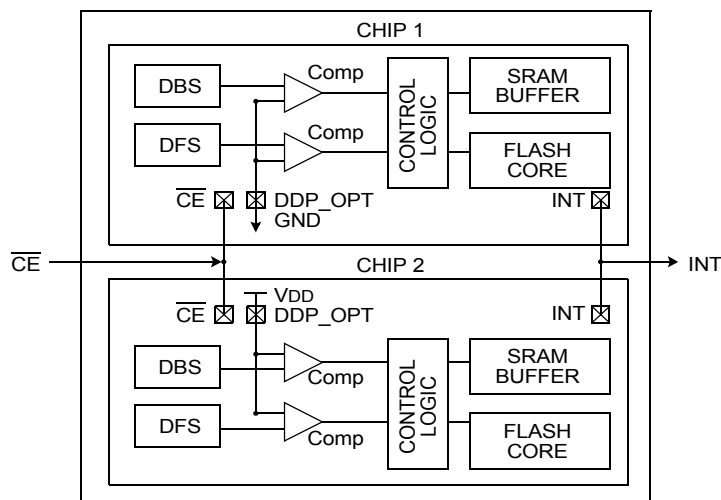 CHIP 1
DBS
Comp
CONTROL
LOGIC
SRAM
BUFFER
DFS
Comp
FLASH
CORE
CE
DDP_OPT
GND
INT
CE
INT
CHIP 2
VDD
CE
DDP_OPT
INT
DBS
Comp
CONTROL
LOGIC
SRAM
BUFFER
DFS
Comp
FLASH
CORE